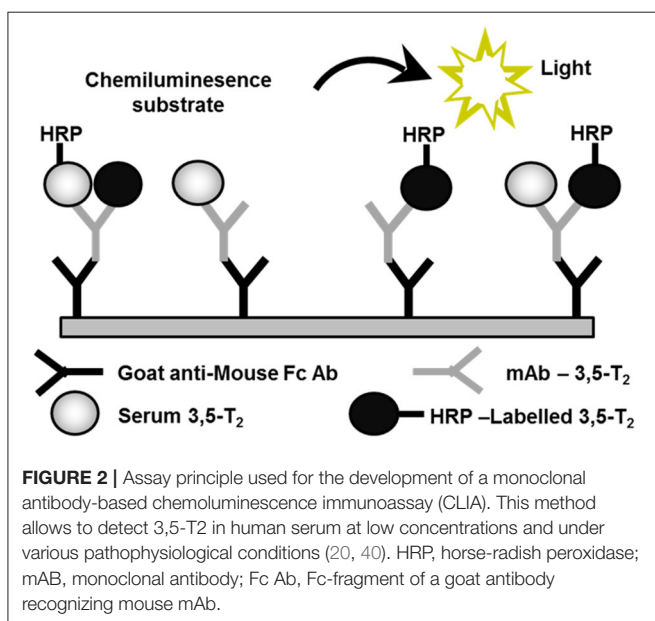 Chemiluminesence
substrate
Light
HRP
HRP
HRP
Goat anti-Mouse Fc Ab
mAb – 3,5-T₂
Serum 3,5-T₂
HRP –Labelled 3,5-T₂
FIGURE 2 | Assay principle used for the development of a monoclonal
antibody-based chemoluminescence immunoassay (CLIA). This method
allows to detect 3,5-T2 in human serum at low concentrations and under
various pathophysiological conditions (20, 40). HRP, horse-radish peroxidase;
mAB, monoclonal antibody; Fc Ab, Fc-fragment of a goat antibody
recognizing mouse mAb.